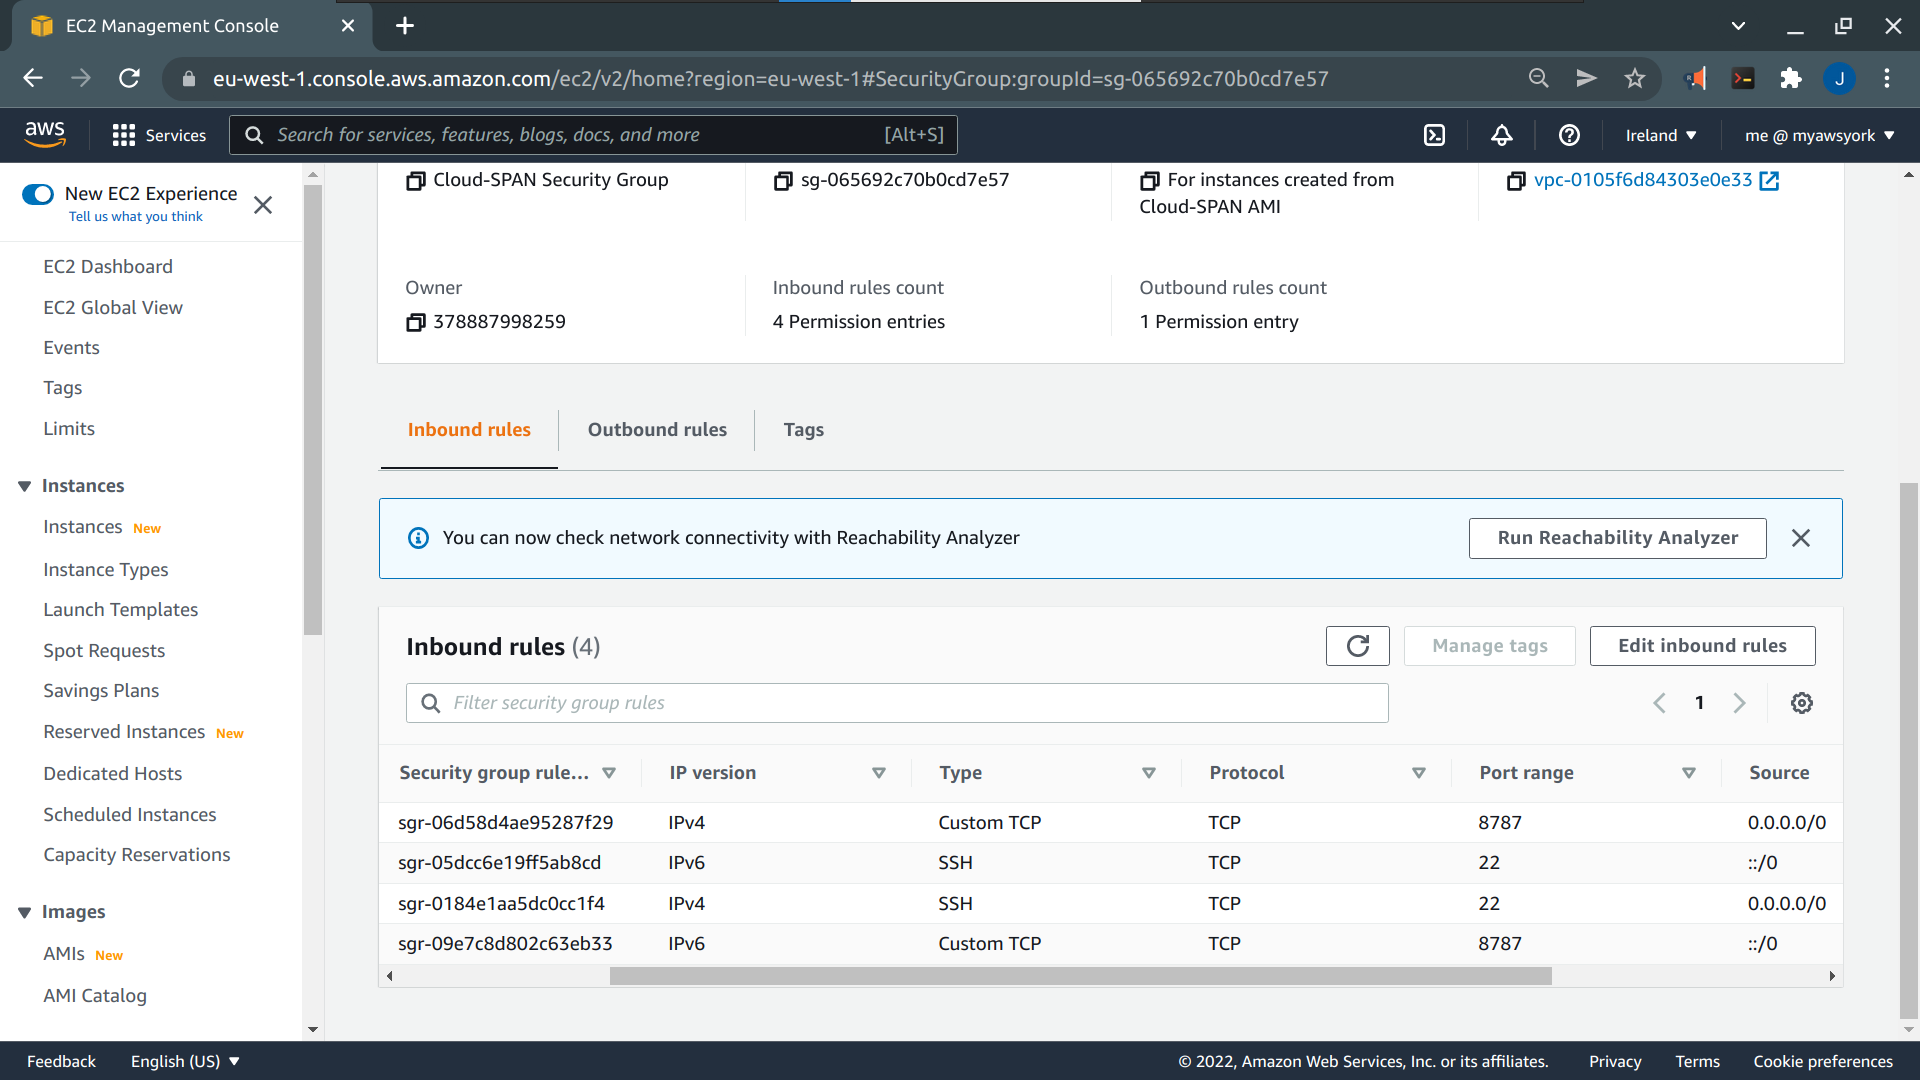 EC2 Management Console
eu-west-1.console.aws.amazon.com/ec2/v2/home?region=eu-west-1#SecurityGroup:groupId=sg-065692c70b0cd7e57
J
aws
Services
Search for services, features, blogs, docs, and more
[Alt+S]
Ireland
me @ myawsyork
New EC2 Experience
Tell us what you think
EC2 Dashboard
EC2 Global View
Events
Tags
Limits
Instances
Instances New
Instance Types
Launch Templates
Spot Requests
Savings Plans
Reserved Instances New
Dedicated Hosts
Scheduled Instances
Capacity Reservations
Images
AMIs New
AMI Catalog
Cloud-SPAN Security Group
sg-065692c70b0cd7e57
For instances created from
Cloud-SPAN AMI
vpc-0105f6d84303e0e33
Owner
378887998259
Inbound rules count
4 Permission entries
Outbound rules count
1 Permission entry
Inbound rules
Outbound rules
Tags
You can now check network connectivity with Reachability Analyzer
Run Reachability Analyzer
Inbound rules (4)
Manage tags
Edit inbound rules
Filter security group rules
1
Security group rule... IP version Type Protocol Port range Source
sgr-06d58d4ae95287f29 IPv4 Custom TCP TCP 8787 0.0.0.0/0
sgr-05dcc6e19ff5ab8cd IPv6 SSH TCP 22 ::/0
sgr-0184e1aa5dc0cc1f4 IPv4 SSH TCP 22 0.0.0.0/0
sgr-09e7c8d802c63eb33 IPv6 Custom TCP TCP 8787 ::/0
Feedback
English (US)
© 2022, Amazon Web Services, Inc. or its affiliates.
Privacy
Terms
Cookie preferences